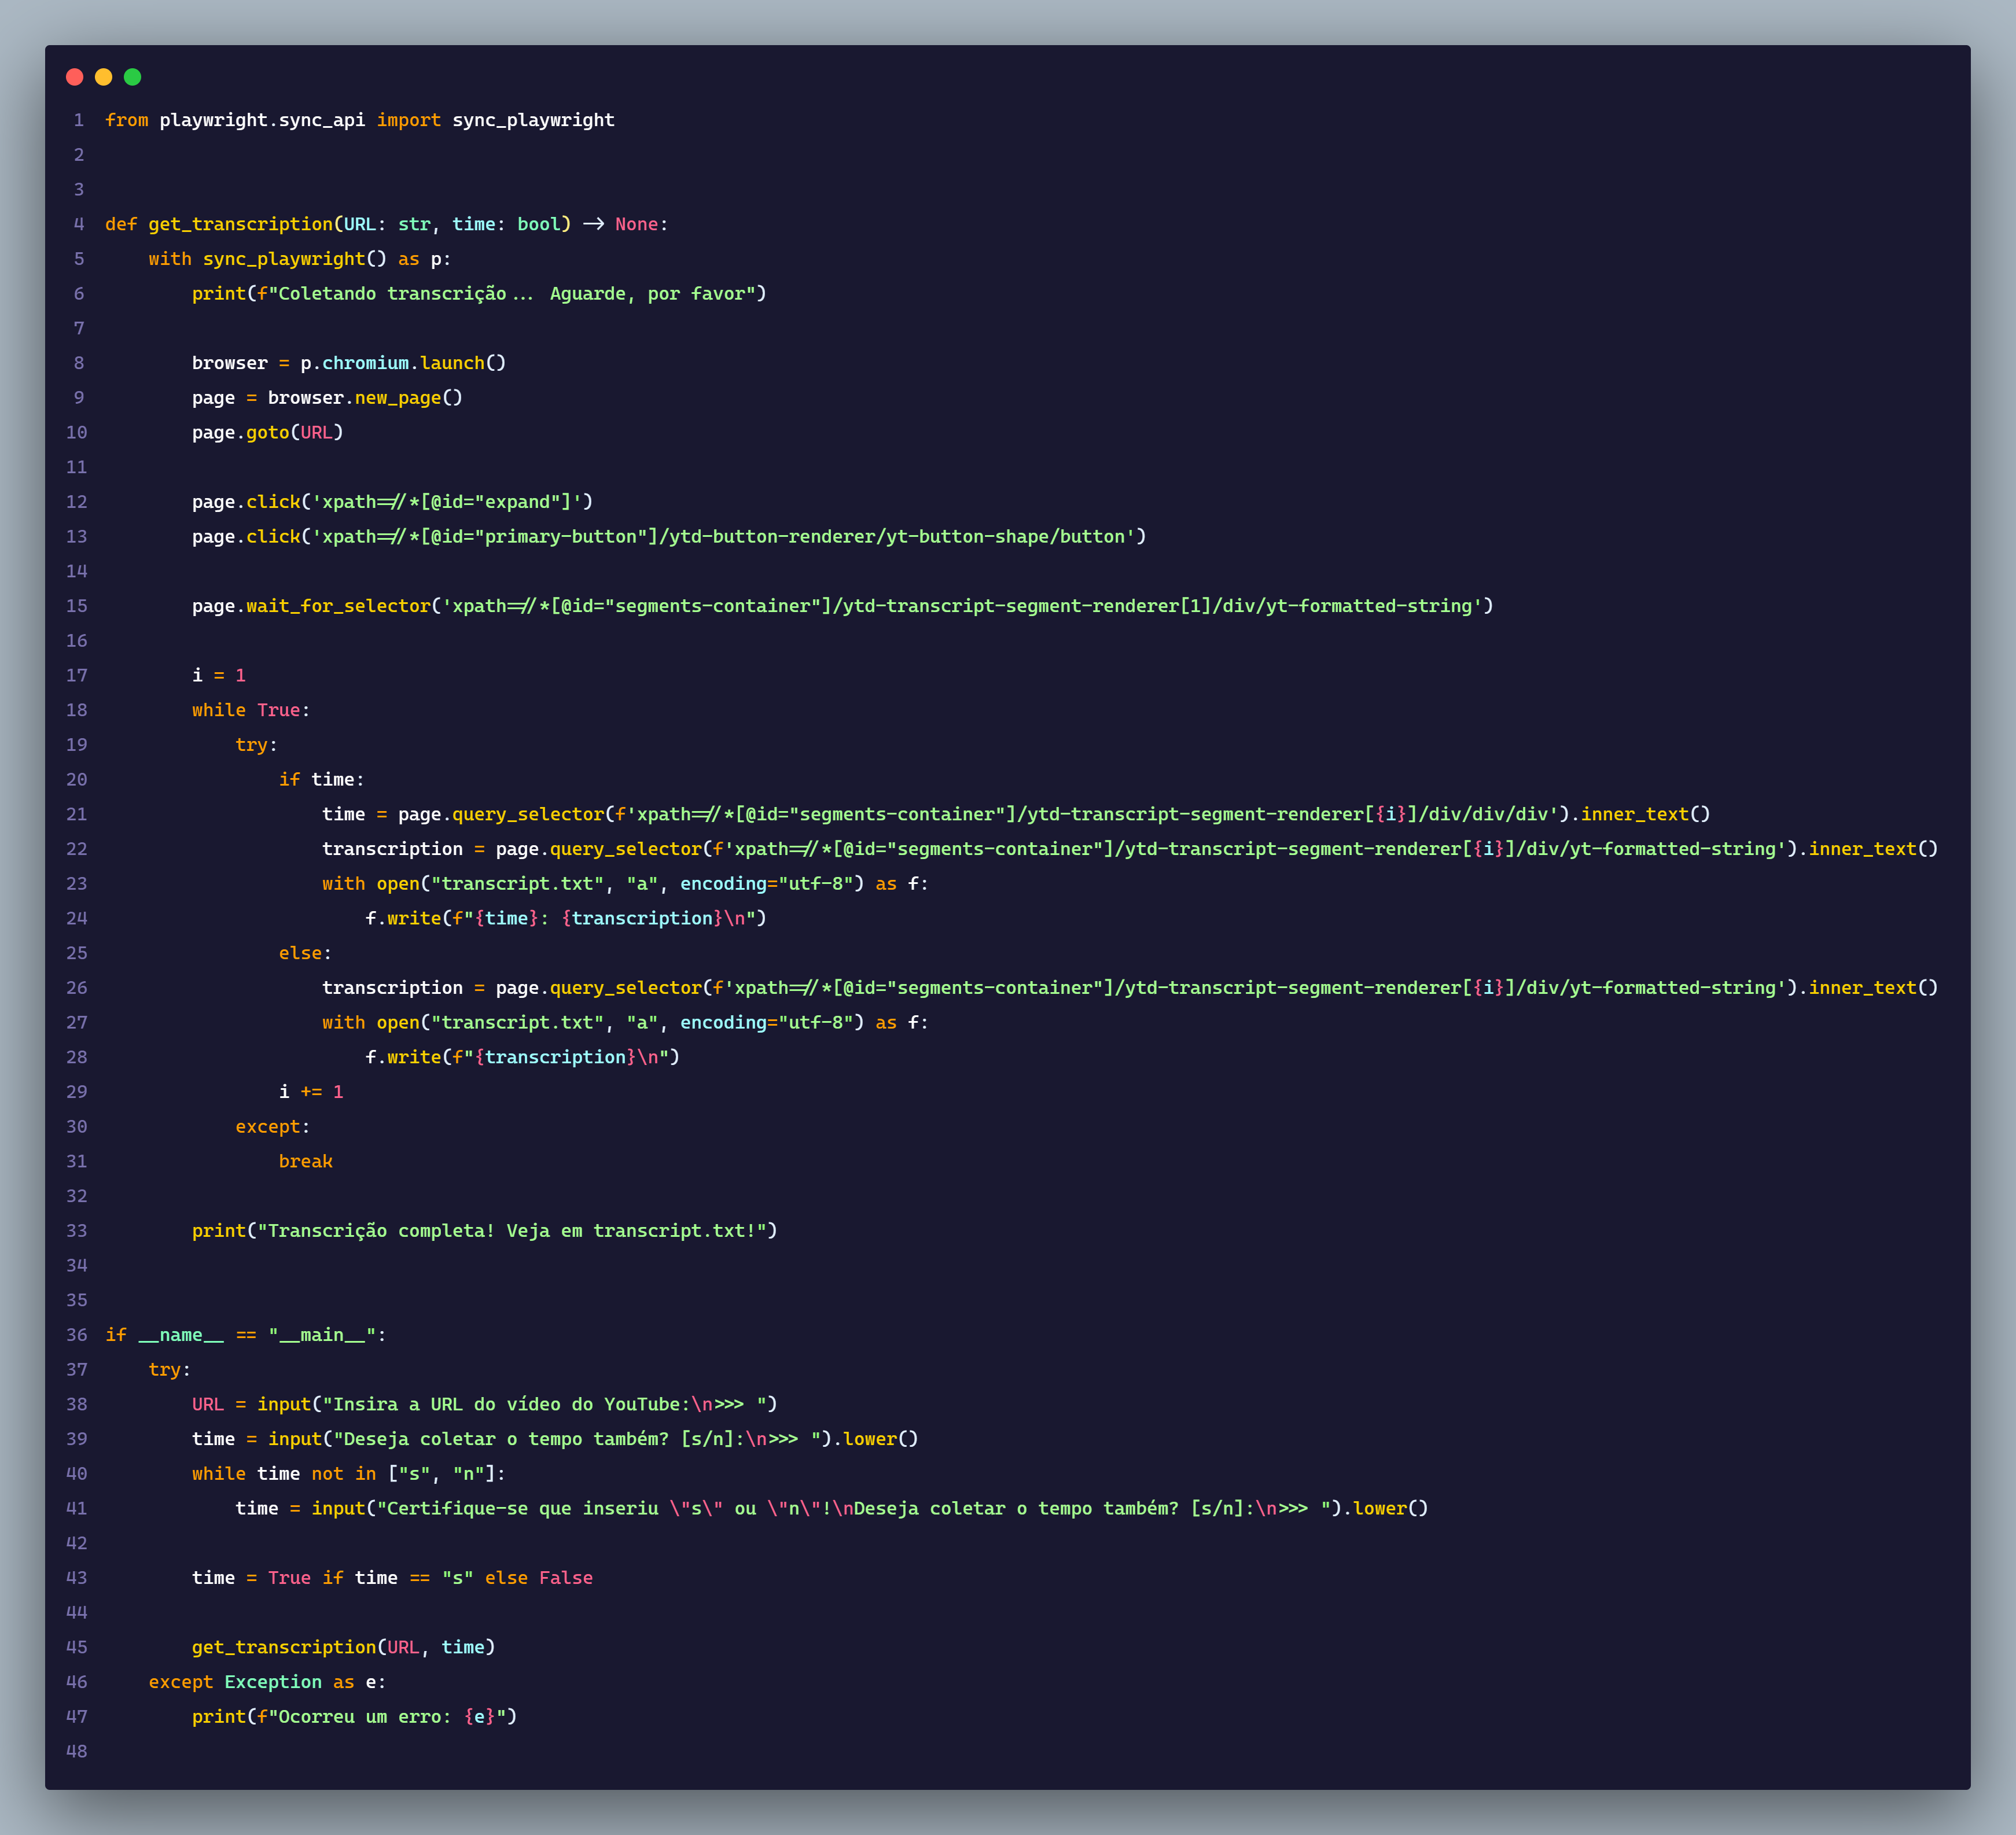 1 from playwright.sync_api import sync_playwright
2
3
4 def get_transcription(URL: str, time: bool) -> None:
5     with sync_playwright() as p:
6         print(f"Coletando transcrição... Aguarde, por favor")
7
8         browser = p.chromium.launch()
9         page = browser.new_page()
10         page.goto(URL)
11
12         page.click('xpath=//*[@id="expand"]')
13         page.click('xpath=//*[@id="primary-button"]/ytd-button-renderer/yt-button-shape/button')
14
15         page.wait_for_selector('xpath=//*[@id="segments-container"]/ytd-transcript-segment-renderer[1]/div/yt-formatted-string')
16
17         i = 1
18         while True:
19             try:
20                 if time:
21                     time = page.query_selector(f'xpath=//*[@id="segments-container"]/ytd-transcript-segment-renderer[{i}]/div/div/div').inner_text()
22                     transcription = page.query_selector(f'xpath=//*[@id="segments-container"]/ytd-transcript-segment-renderer[{i}]/div/yt-formatted-string').inner_text()
23                     with open("transcript.txt", "a", encoding="utf-8") as f:
24                         f.write(f"{time}: {transcription}\n")
25                 else:
26                     transcription = page.query_selector(f'xpath=//*[@id="segments-container"]/ytd-transcript-segment-renderer[{i}]/div/yt-formatted-string').inner_text()
27                     with open("transcript.txt", "a", encoding="utf-8") as f:
28                         f.write(f"{transcription}\n")
29                 i += 1
30             except:
31                 break
32
33         print("Transcrição completa! Veja em transcript.txt!")
34
35
36 if __name__ == "__main__":
37     try:
38         URL = input("Insira a URL do vídeo do YouTube:\n>>> ")
39         time = input("Deseja coletar o tempo também? [s/n]:\n>>> ").lower()
40         while time not in ["s", "n"]:
41             time = input("Certifique-se que inseriu \"s\" ou \"n\"!\nDeseja coletar o tempo também? [s/n]:\n>>> ").lower()
42
43         time = True if time == "s" else False
44
45         get_transcription(URL, time)
46     except Exception as e:
47         print(f"Ocorreu um erro: {e}")
48